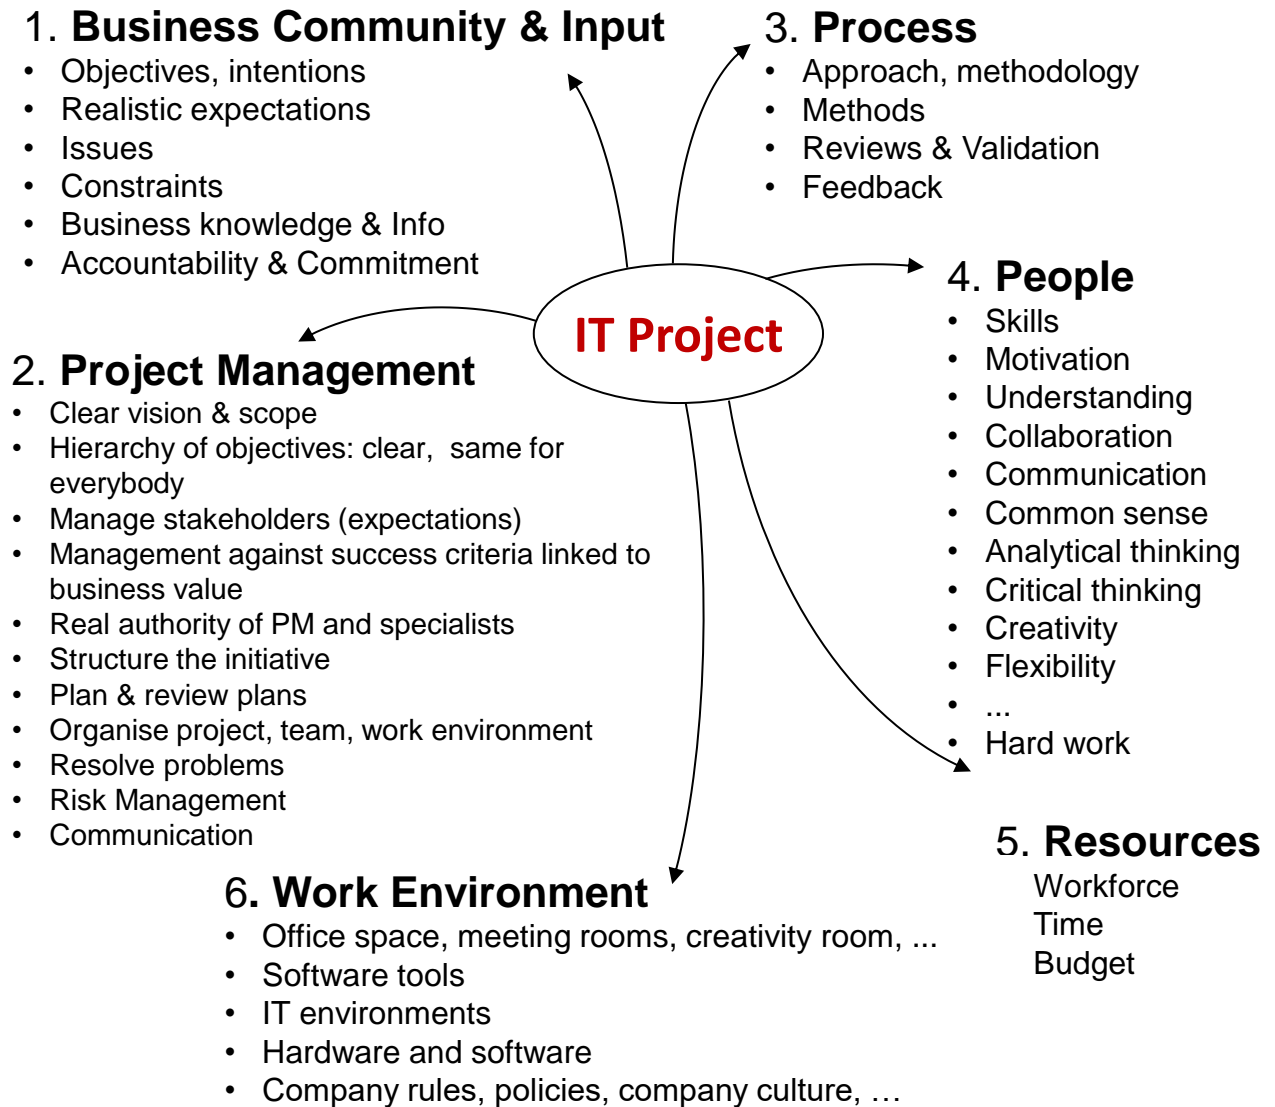 1. Business Community & Input
• Objectives, intentions
• Realistic expectations
• Issues
• Constraints
• Business knowledge & Info
• Accountability & Commitment
2. Project Management
• Clear vision & scope
• Hierarchy of objectives: clear,  same for
everybody
• Manage stakeholders (expectations)
• Management against success criteria linked to
business value
• Real authority of PM and specialists
• Structure the initiative
• Plan & review plans
• Organise project, team, work environment
• Resolve problems
• Risk Management
• Communication
3. Process
• Approach, methodology
• Methods
• Reviews & Validation
• Feedback
IT Project
4. People
• Skills
• Motivation
• Understanding
• Collaboration
• Communication
• Common sense
• Analytical thinking
• Critical thinking
• Creativity
• Flexibility
• ...
• Hard work
5. Resources
Workforce
Time
Budget
6. Work Environment
• Office space, meeting rooms, creativity room, ...
• Software tools
• IT environments
• Hardware and software
• Company rules, policies, company culture, …